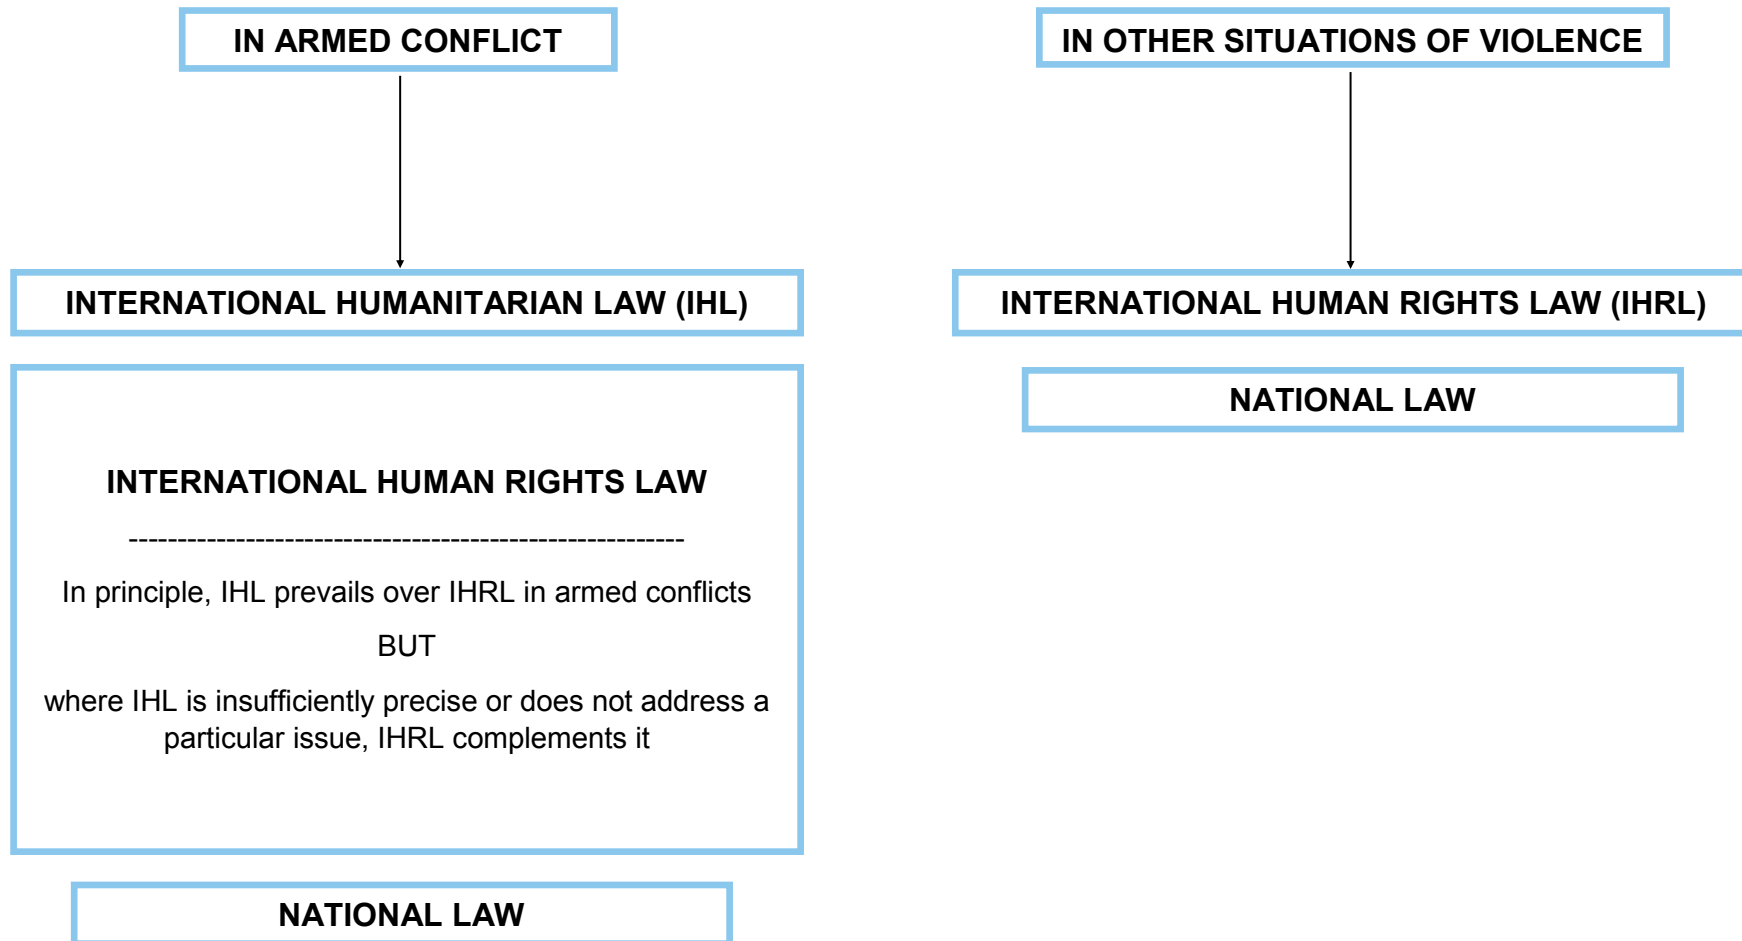 IN ARMED CONFLICT
IN OTHER SITUATIONS OF VIOLENCE
INTERNATIONAL HUMANITARIAN LAW (IHL)
INTERNATIONAL HUMAN RIGHTS LAW (IHRL)
INTERNATIONAL HUMAN RIGHTS LAW
---------------------------------------------------------
In principle, IHL prevails over IHRL in armed conflicts
BUT
where IHL is insufficiently precise or does not address a
particular issue, IHRL complements it
NATIONAL LAW
NATIONAL LAW